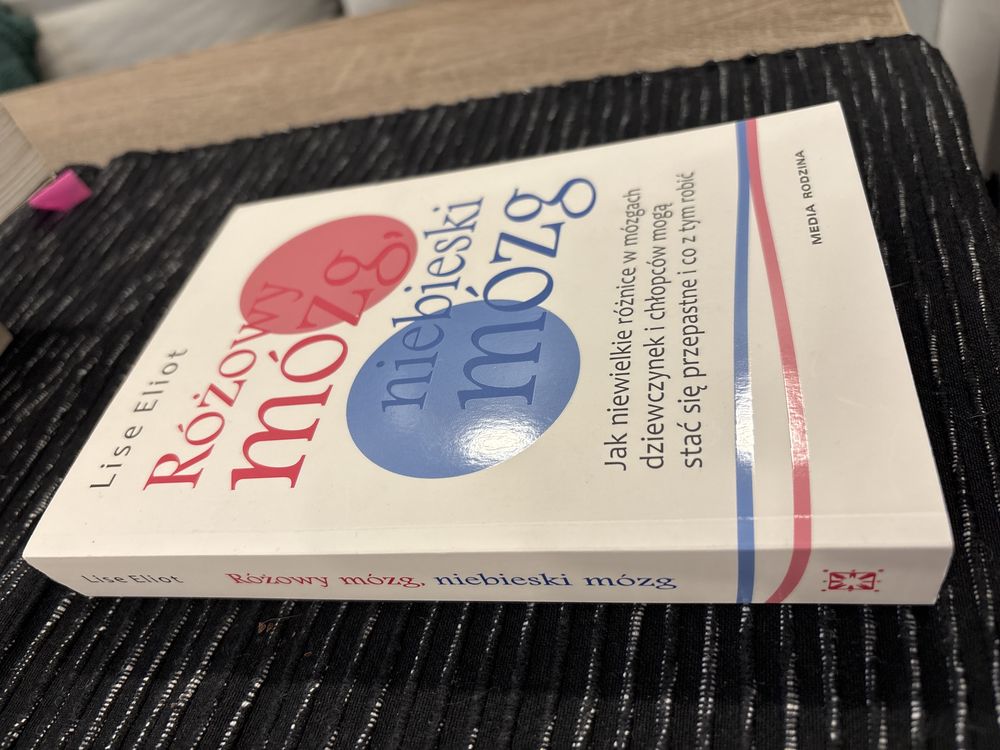 Lise Eliot
Różowy
mózg,
niebieski
mózg
Jak niewielkie różnice w mózgach
dziewczynek i chłopców mogą
stać się przepastne i co z tym robić
MEDIA RODZINA
Lise Eliot Różowy mózg, niebieski mózg